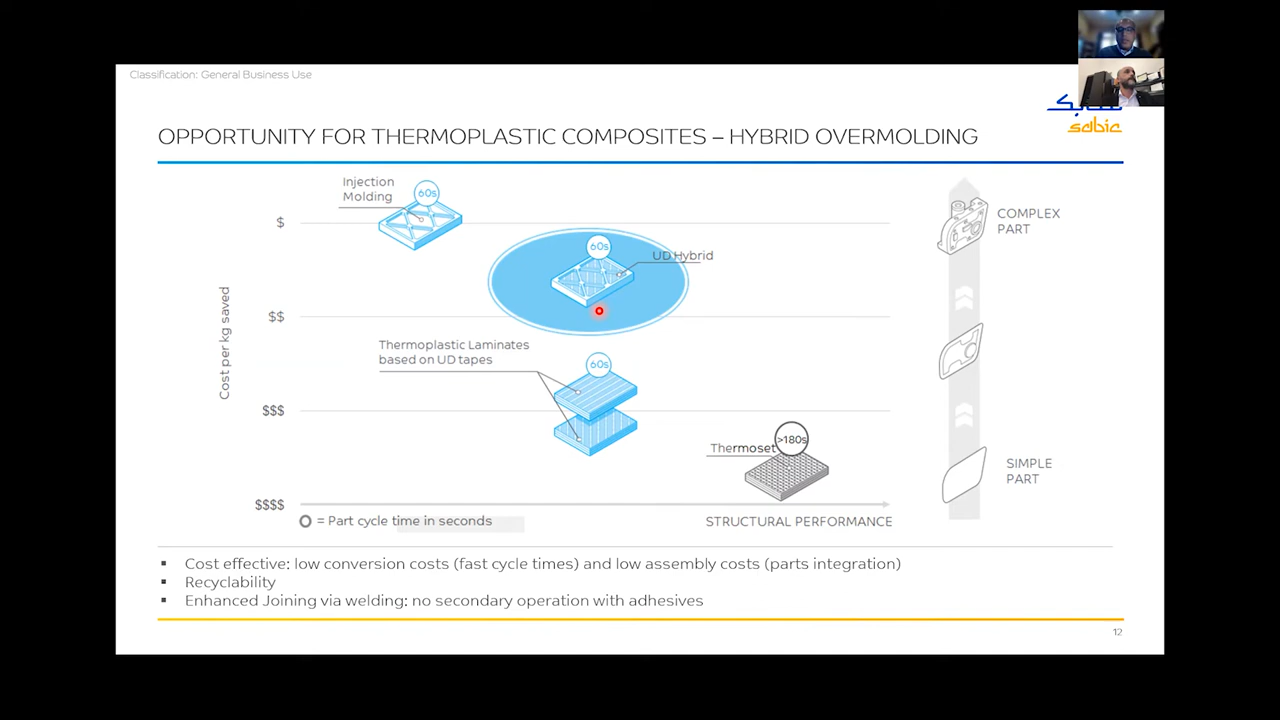 Classification: General Business Use
سابك
sabic
OPPORTUNITY FOR THERMOPLASTIC COMPOSITES – HYBRID OVERMOLDING
Injection
Molding
60s
$
60s
UD Hybrid
COMPLEX
PART
Cost per kg saved
$$
Thermoplastic Laminates
based on UD tapes
60s
$$$
Thermoset
>180s
SIMPLE
PART
$$$$
= Part cycle time in seconds
STRUCTURAL PERFORMANCE
▪ Cost effective: low conversion costs (fast cycle times) and low assembly costs (parts integration)
▪ Recyclability
▪ Enhanced Joining via welding: no secondary operation with adhesives
12